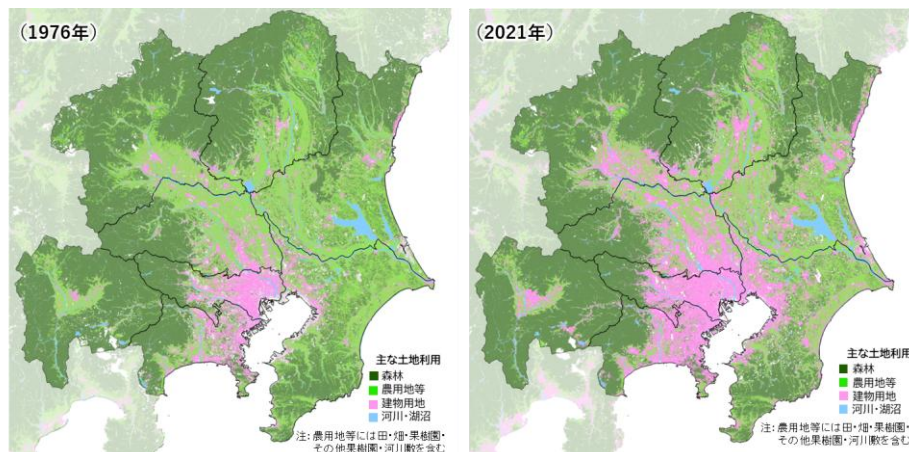 （1976年）
主な土地利用
森林
農用地等
建物用地
河川・湖沼
注：農用地等には田・畑・果樹園・
その他果樹園・河川敷を含む
（2021年）
主な土地利用
森林
農用地等
建物用地
河川・湖沼
注：農用地等には田・畑・果樹園・
その他果樹園・河川敷を含む